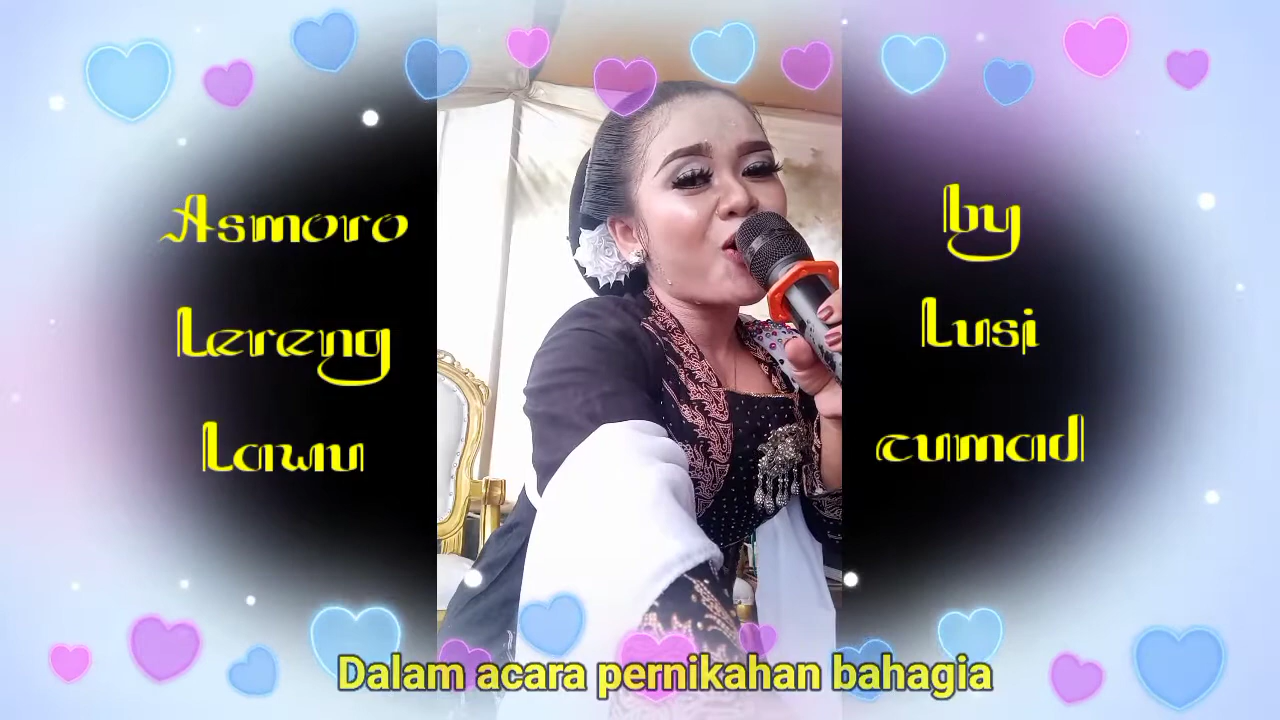 Asmoro
Lereng
Lawu
by
Lusi
cumad
Dalam acara pernikahan bahagia